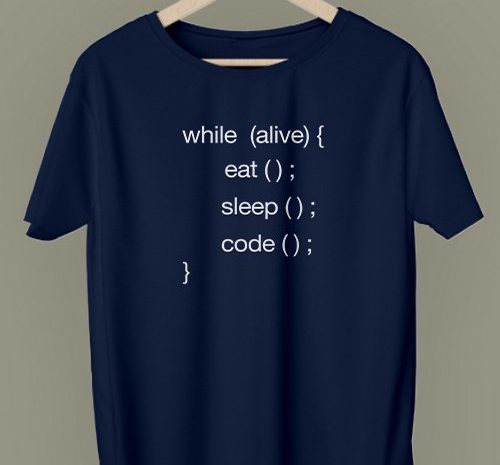 while (alive) {
eat ( ) ;
sleep ( ) ;
code ( ) ;
}